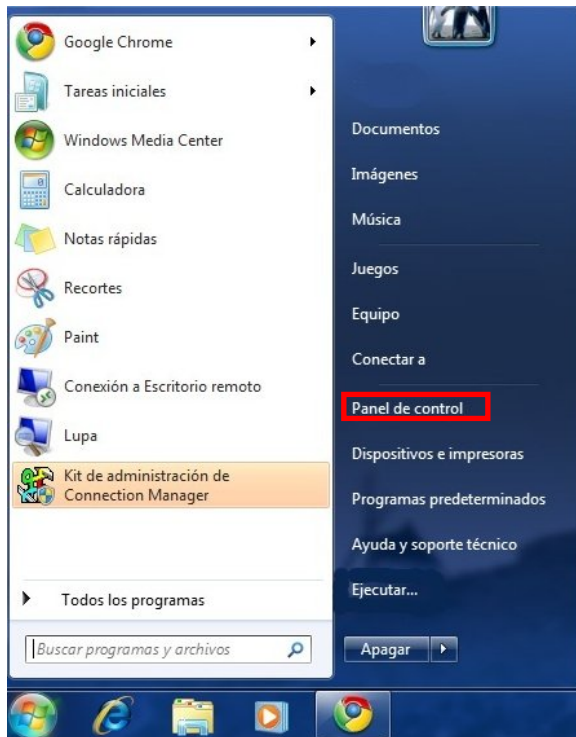 Google Chrome
Tareas iniciales
Windows Media Center
Calculadora
Notas rápidas
Recortes
Paint
Conexión a Escritorio remoto
Lupa
Kit de administración de
Connection Manager
Todos los programas
Buscar programas y archivos
Documentos
Imágenes
Música
Juegos
Equipo
Conectar a
Panel de control
Dispositivos e impresoras
Programas predeterminados
Ayuda y soporte técnico
Ejecutar...
Apagar